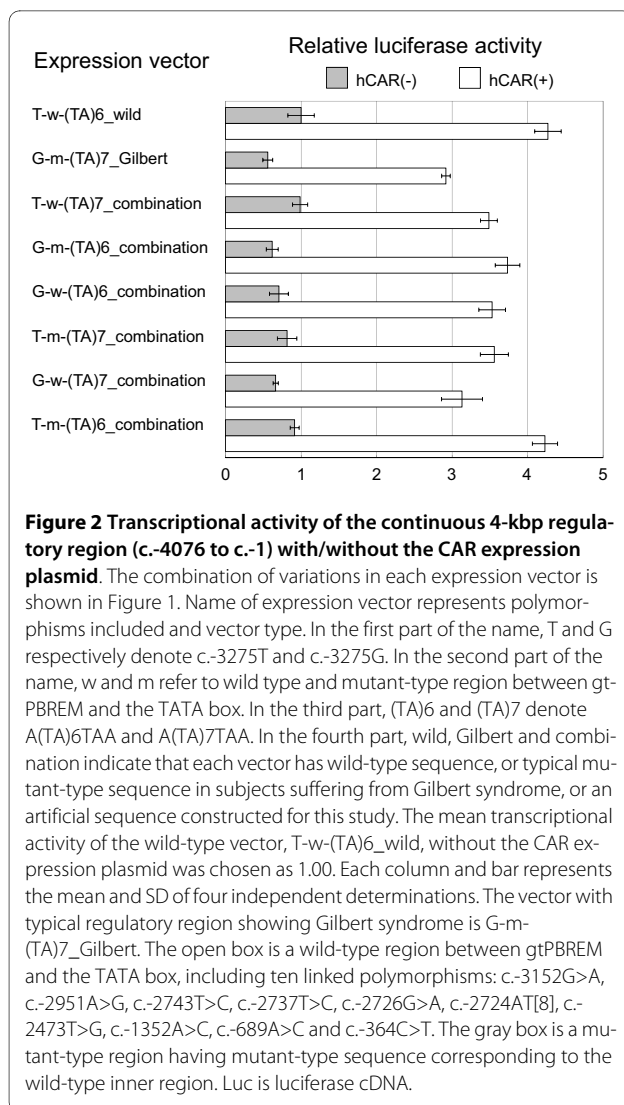 Expression vector
Relative luciferase activity
hCAR(-)
hCAR(+)
T-w-(TA)6_wild
G-m-(TA)7_Gilbert
T-w-(TA)7_combination
G-m-(TA)6_combination
G-w-(TA)6_combination
T-m-(TA)7_combination
G-w-(TA)7_combination
T-m-(TA)6_combination
0 1 2 3 4 5
Figure 2 Transcriptional activity of the continuous 4-kbp regula-
tory region (c.-4076 to c.-1) with/without the CAR expression
plasmid. The combination of variations in each expression vector is
shown in Figure 1. Name of expression vector represents polymor-
phisms included and vector type. In the first part of the name, T and G
respectively denote c.-3275T and c.-3275G. In the second part of the
name, w and m refer to wild type and mutant-type region between gt-
PBREM and the TATA box. In the third part, (TA)6 and (TA)7 denote
A(TA)6TAA and A(TA)7TAA. In the fourth part, wild, Gilbert and combi-
nation indicate that each vector has wild-type sequence, or typical mu-
tant-type sequence in subjects suffering from Gilbert syndrome, or an
artificial sequence constructed for this study. The mean transcriptional
activity of the wild-type vector, T-w-(TA)6_wild, without the CAR ex-
pression plasmid was chosen as 1.00. Each column and bar represents
the mean and SD of four independent determinations. The vector with
typical regulatory region showing Gilbert syndrome is G-m-
(TA)7_Gilbert. The open box is a wild-type region between gtPBREM
and the TATA box, including ten linked polymorphisms: c.-3152G>A,
c.-2951A>G, c.-2743T>C, c.-2737T>C, c.-2726G>A, c.-2724AT[8], c.-
2473T>G, c.-1352A>C, c.-689A>C and c.-364C>T. The gray box is a mu-
tant-type region having mutant-type sequence corresponding to the
wild-type inner region. Luc is luciferase cDNA.